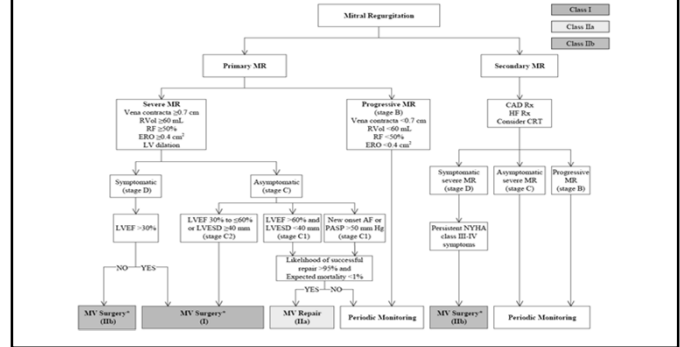 Mitral Regurgitation
Class I
Class IIa
Class IIb
Primary MR
Secondary MR
Severe MR
Vena contracta ≥0.7 cm
RVol ≥60 mL
RF ≥50%
ERO ≥0.4 cm²
LV dilation
Progressive MR
(stage B)
Vena contracta <0.7 cm
RVol <60 mL
RF <50%
ERO <0.4 cm²
CAD Rx
HF Rx
Consider CRT
Symptomatic
(stage D)
Asymptomatic
(stage C)
Symptomatic
severe MR
(stage D)
Asymptomatic
severe MR
(stage C)
Progressive
MR
(stage B)
LVEF >30%
LVEF 30% to ≤60%
or LVESD ≥40 mm
(stage C2)
LVEF >60% and
LVESD <40 mm
(stage C1)
New onset AF or
PASP >50 mm Hg
(stage C1)
Persistent NYHA
class III-IV
symptoms
Likelihood of successful
repair >95% and
Expected mortality <1%
NO
YES
YES
NO
MV Surgery*
(IIb)
MV Surgery*
(I)
MV Repair
(IIa)
Periodic Monitoring
MV Surgery*
(IIb)
Periodic Monitoring